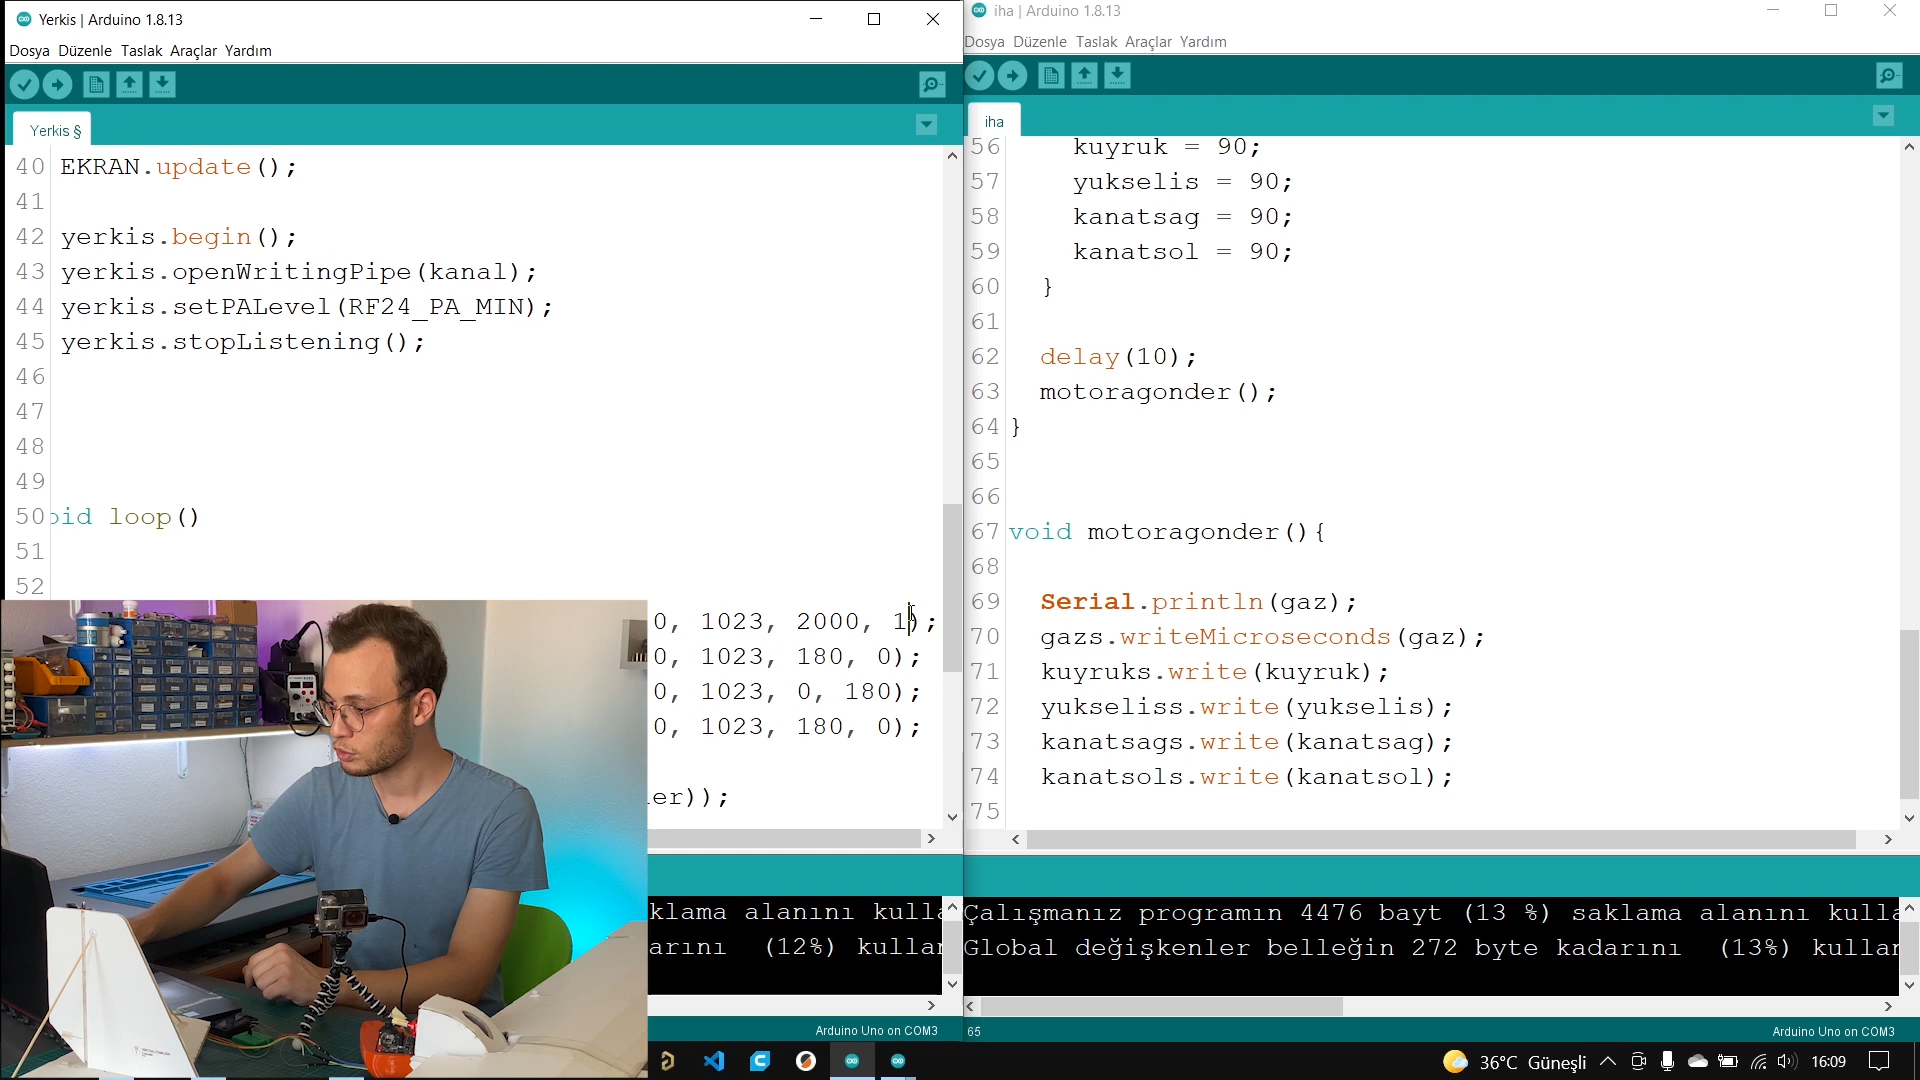 Yerkis | Arduino 1.8.13
Dosya Düzenle Taslak Araçlar Yardım
Yerkis §
40 EKRAN.update();
41
42 yerkis.begin();
43 yerkis.openWritingPipe(kanal);
44 yerkis.setPALevel(RF24_PA_MIN);
45 yerkis.stopListening();
46
47
48
49
50 oid loop()
51
52
0, 1023, 2000, 1);
0, 1023, 180, 0);
0, 1023, 0, 180);
0, 1023, 180, 0);
er));
klama alanını kulla
arını (12%) kullan
Arduino Uno on COM3
iha | Arduino 1.8.13
Dosya Düzenle Taslak Araçlar Yardım
iha
56 kuyruk = 90;
57 yukselis = 90;
58 kanatsag = 90;
59 kanatsol = 90;
60 }
61
62 delay(10);
63 motoragonder();
64 }
65
66
67 void motoragonder(){
68
69 Serial.println(gaz);
70 gazs.writeMicroseconds(gaz);
71 kuyruks.write(kuyruk);
72 yukseliss.write(yukselis);
73 kanatsags.write(kanatsag);
74 kanatsols.write(kanatsol);
75
Çalışmanız programın 4476 bayt (13 %) saklama alanını kulla
Global değişkenler belleğin 272 byte kadarını (13%) kullan
65 Arduino Uno on COM3
36°C Güneşli 16:09